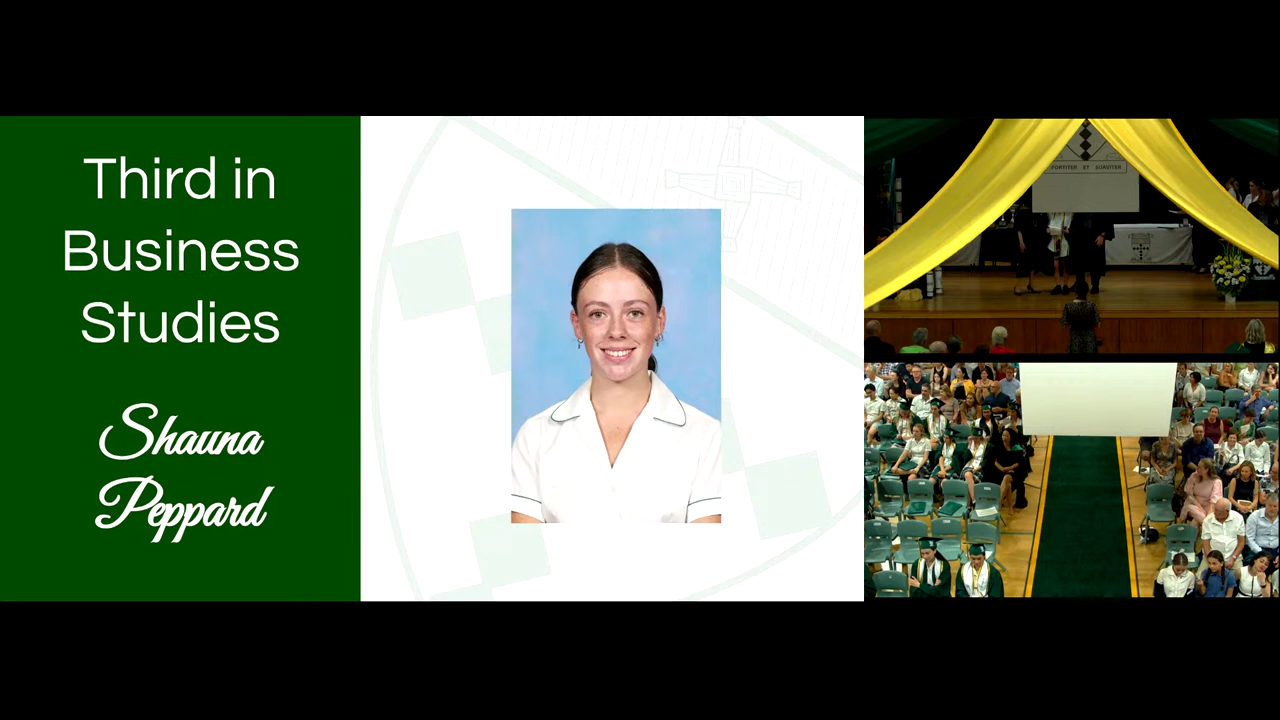 Third in
Business
Studies
Shauna
Peppard
FORTITER ET SUAVITER